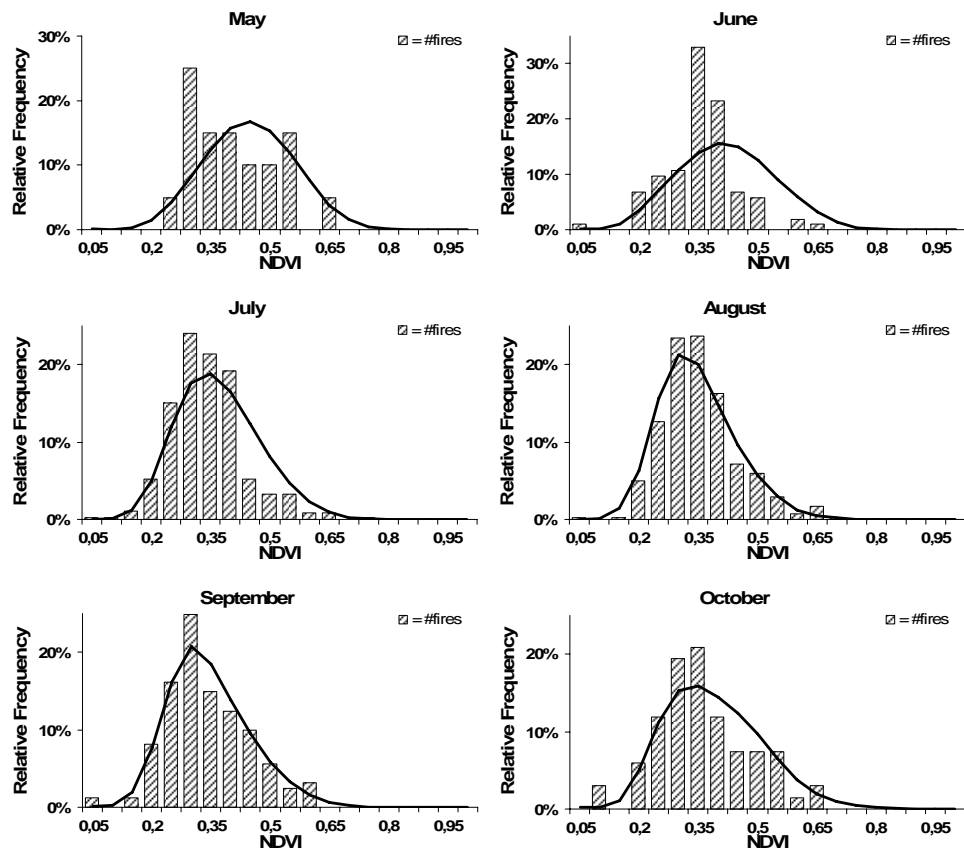 May
= #fires
Relative Frequency
30%
20%
10%
0%
0,05 0,2 0,35 0,5 0,65 0,8 0,95
NDVI
June
= #fires
Relative Frequency
30%
20%
10%
0%
0,05 0,2 0,35 0,5 0,65 0,8 0,95
NDVI
July
= #fires
Relative Frequency
20%
10%
0%
0,05 0,2 0,35 0,5 0,65 0,8 0,95
NDVI
August
= #fires
Relative Frequency
20%
10%
0%
0,05 0,2 0,35 0,5 0,65 0,8 0,95
NDVI
September
= #fires
Relative Frequency
20%
10%
0%
0,05 0,2 0,35 0,5 0,65 0,8 0,95
NDVI
October
= #fires
Relative Frequency
20%
10%
0%
0,05 0,2 0,35 0,5 0,65 0,8 0,95
NDVI